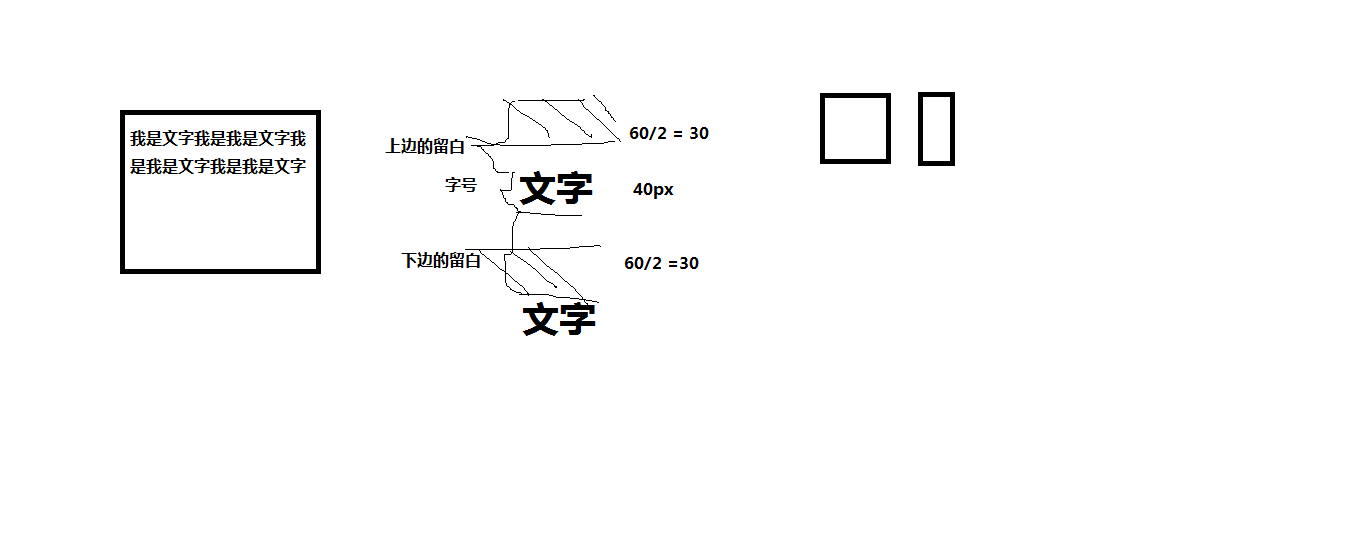 我是文字我是我是文字我
是我是文字我是我是文字
上边的留白
60/2 = 30
字号
文字
40px
下边的留白
60/2 =30
文字